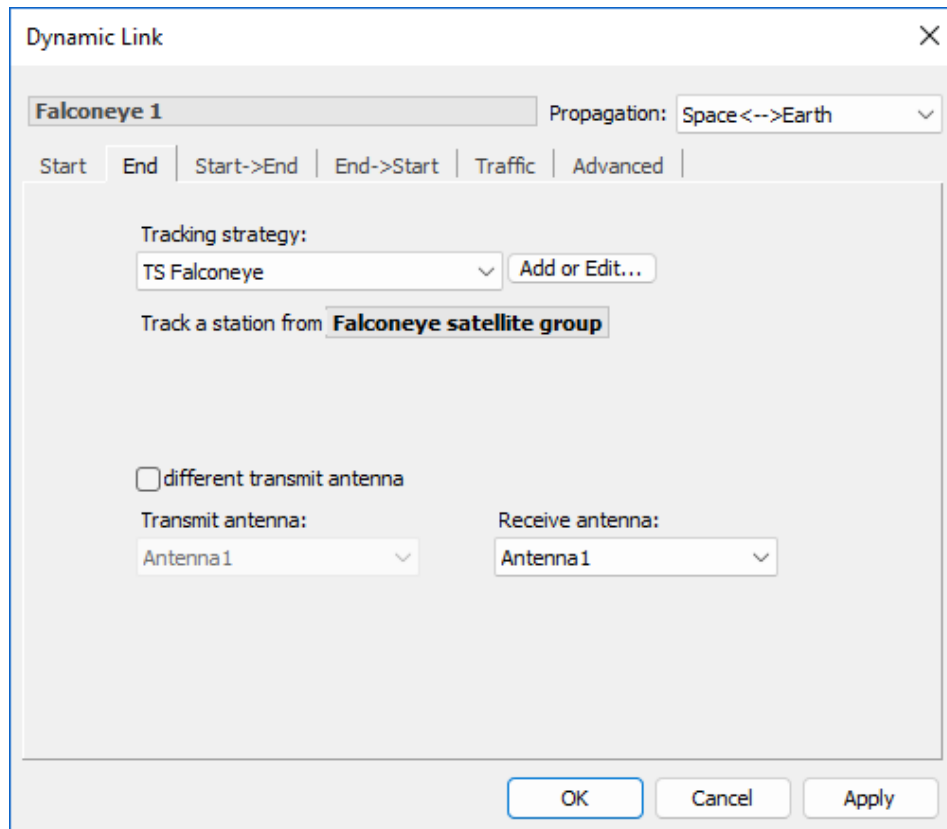 Dynamic Link
Falconeye 1 Propagation: Space<-->Earth
Start End Start->End End->Start Traffic Advanced
Tracking strategy:
TS Falconeye Add or Edit...
Track a station from Falconeye satellite group
different transmit antenna
Transmit antenna: Receive antenna:
Antenna1 Antenna1
OK Cancel Apply